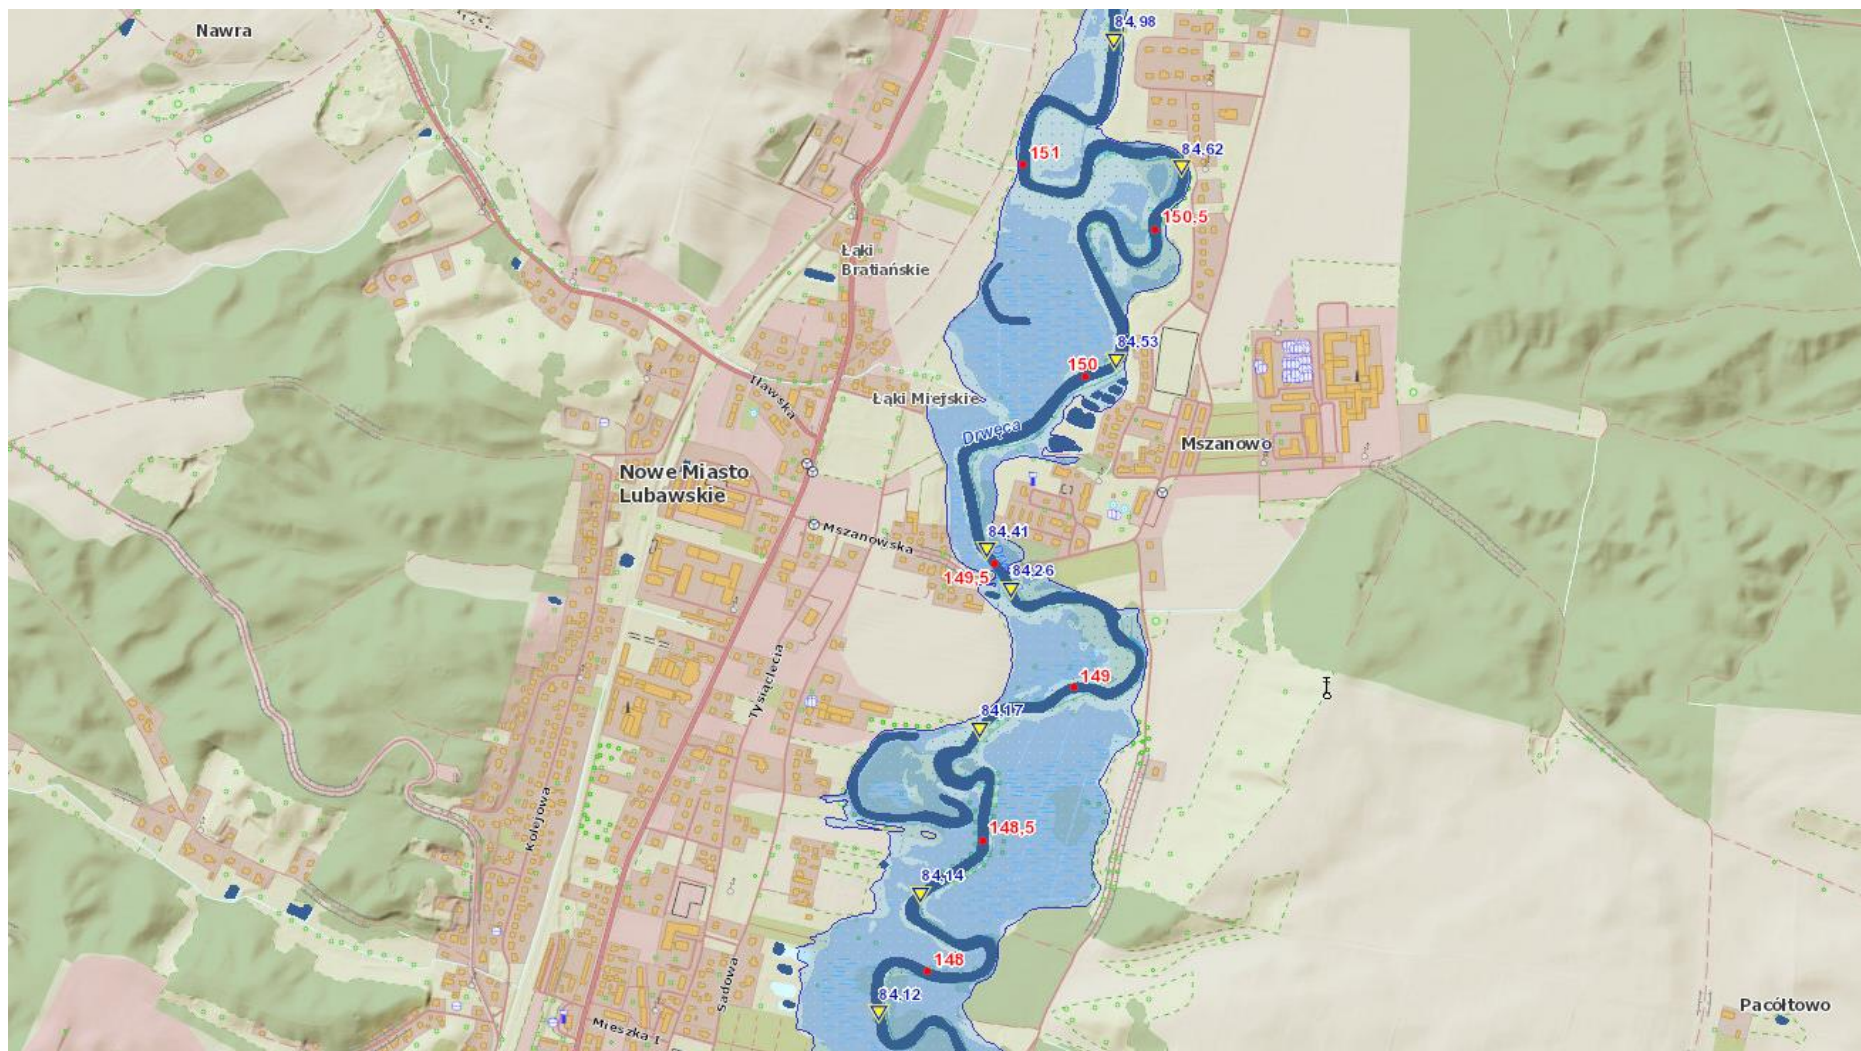 84,98
Nawra
151
84,62
150,5
Łąki
Bratiańskie
84,53
150
Iławska
Łąki Miejskie
Drwęca
Mszanowo
Nowe Miasto
Lubawskie
Mszanowska
84,41
84,26
149,5
149
Tysiąclecia
84,17
Kolejowa
148,5
84,14
148
Sadowa
84,12
Mieszka I
Pacółtowo